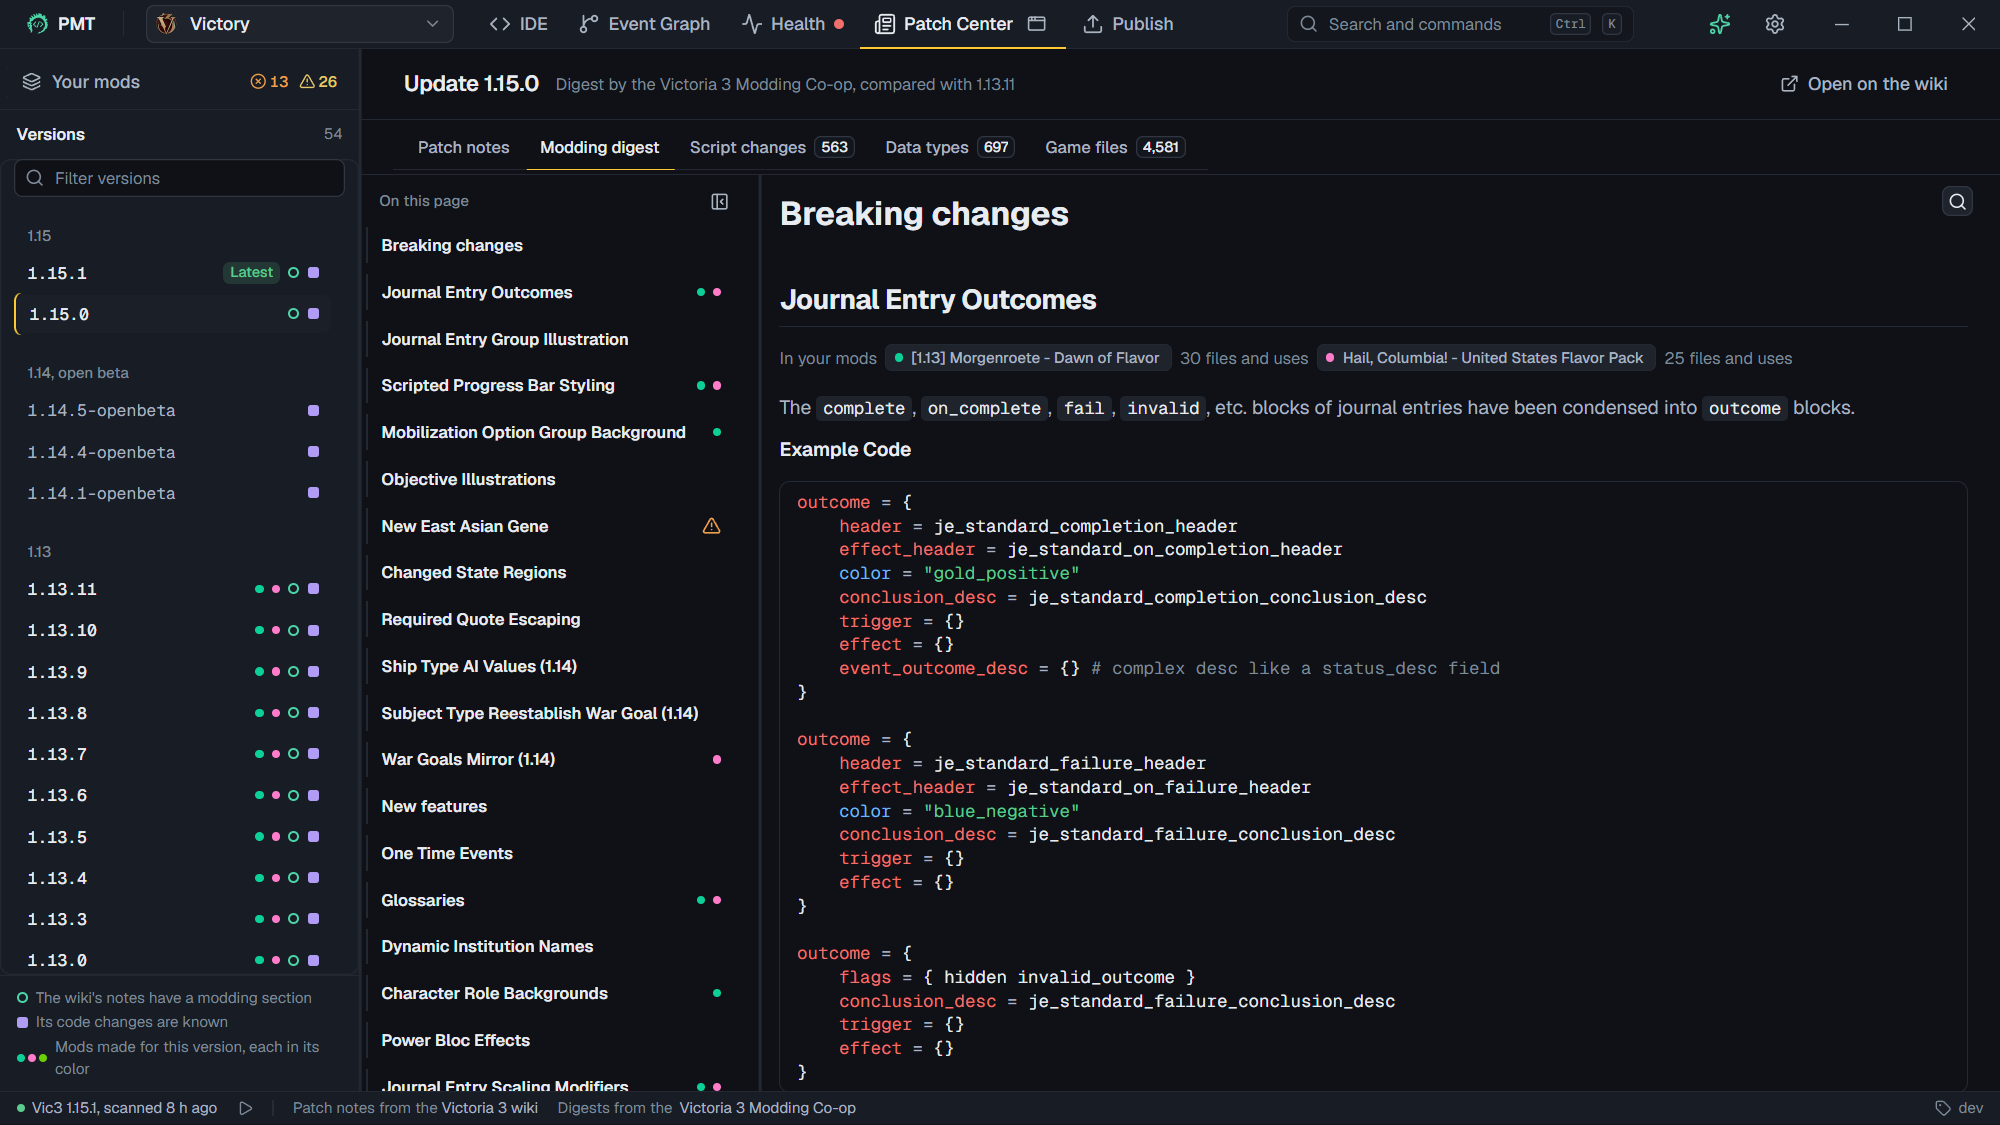 PMT
Victory
IDE
Event Graph
Health
Patch Center
Publish
Search and commands
Ctrl
K
Your mods
13
26
Versions
54
Filter versions
1.15
1.15.1
Latest
1.15.0
1.14, open beta
1.14.5-openbeta
1.14.4-openbeta
1.14.1-openbeta
1.13
1.13.11
1.13.10
1.13.9
1.13.8
1.13.7
1.13.6
1.13.5
1.13.4
1.13.3
1.13.0
The wiki's notes have a modding section
Its code changes are known
Mods made for this version, each in its
color
Update 1.15.0
Digest by the Victoria 3 Modding Co-op, compared with 1.13.11
Open on the wiki
Patch notes
Modding digest
Script changes 563
Data types 697
Game files 4,581
On this page
Breaking changes
Journal Entry Outcomes
Journal Entry Group Illustration
Scripted Progress Bar Styling
Mobilization Option Group Background
Objective Illustrations
New East Asian Gene
Changed State Regions
Required Quote Escaping
Ship Type AI Values (1.14)
Subject Type Reestablish War Goal (1.14)
War Goals Mirror (1.14)
New features
One Time Events
Glossaries
Dynamic Institution Names
Character Role Backgrounds
Power Bloc Effects
Journal Entry Scaling Modifiers
Breaking changes
Journal Entry Outcomes
In your mods [1.13] Morgenroete - Dawn of Flavor 30 files and uses Hail, Columbia! - United States Flavor Pack 25 files and uses
The complete, on_complete, fail, invalid, etc. blocks of journal entries have been condensed into outcome blocks.
Example Code
outcome = {
    header = je_standard_completion_header
    effect_header = je_standard_on_completion_header
    color = "gold_positive"
    conclusion_desc = je_standard_completion_conclusion_desc
    trigger = {}
    effect = {}
    event_outcome_desc = {} # complex desc like a status_desc field
}
outcome = {
    header = je_standard_failure_header
    effect_header = je_standard_on_failure_header
    color = "blue_negative"
    conclusion_desc = je_standard_failure_conclusion_desc
    trigger = {}
    effect = {}
}
outcome = {
    flags = { hidden invalid_outcome }
    conclusion_desc = je_standard_failure_conclusion_desc
    trigger = {}
    effect = {}
}
Vic3 1.15.1, scanned 8 h ago
Patch notes from the Victoria 3 wiki
Digests from the Victoria 3 Modding Co-op
dev